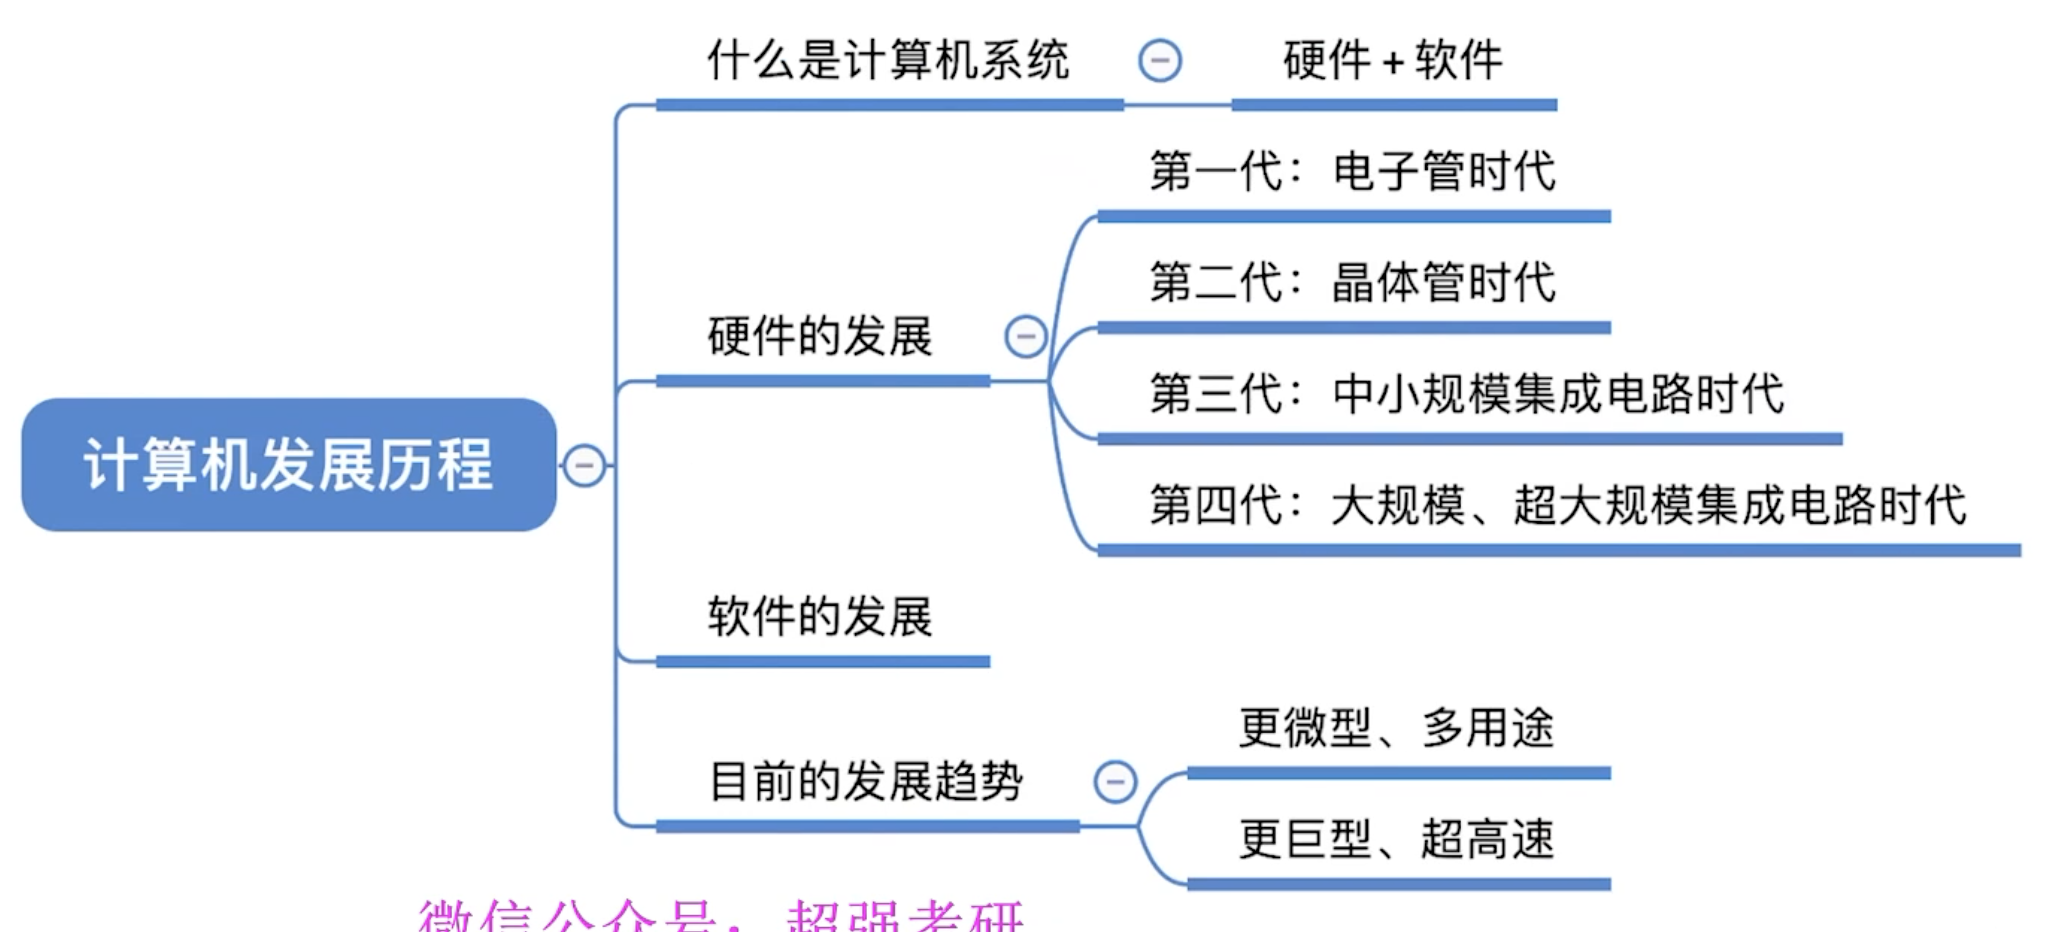 什么是计算机系统
硬件+软件
第一代：电子管时代
第二代：晶体管时代
硬件的发展
第三代：中小规模集成电路时代
计算机发展历程
第四代：大规模、超大规模集成电路时代
软件的发展
更微型、多用途
目前的发展趋势
更巨型、超高速
微信公众号：超强考研